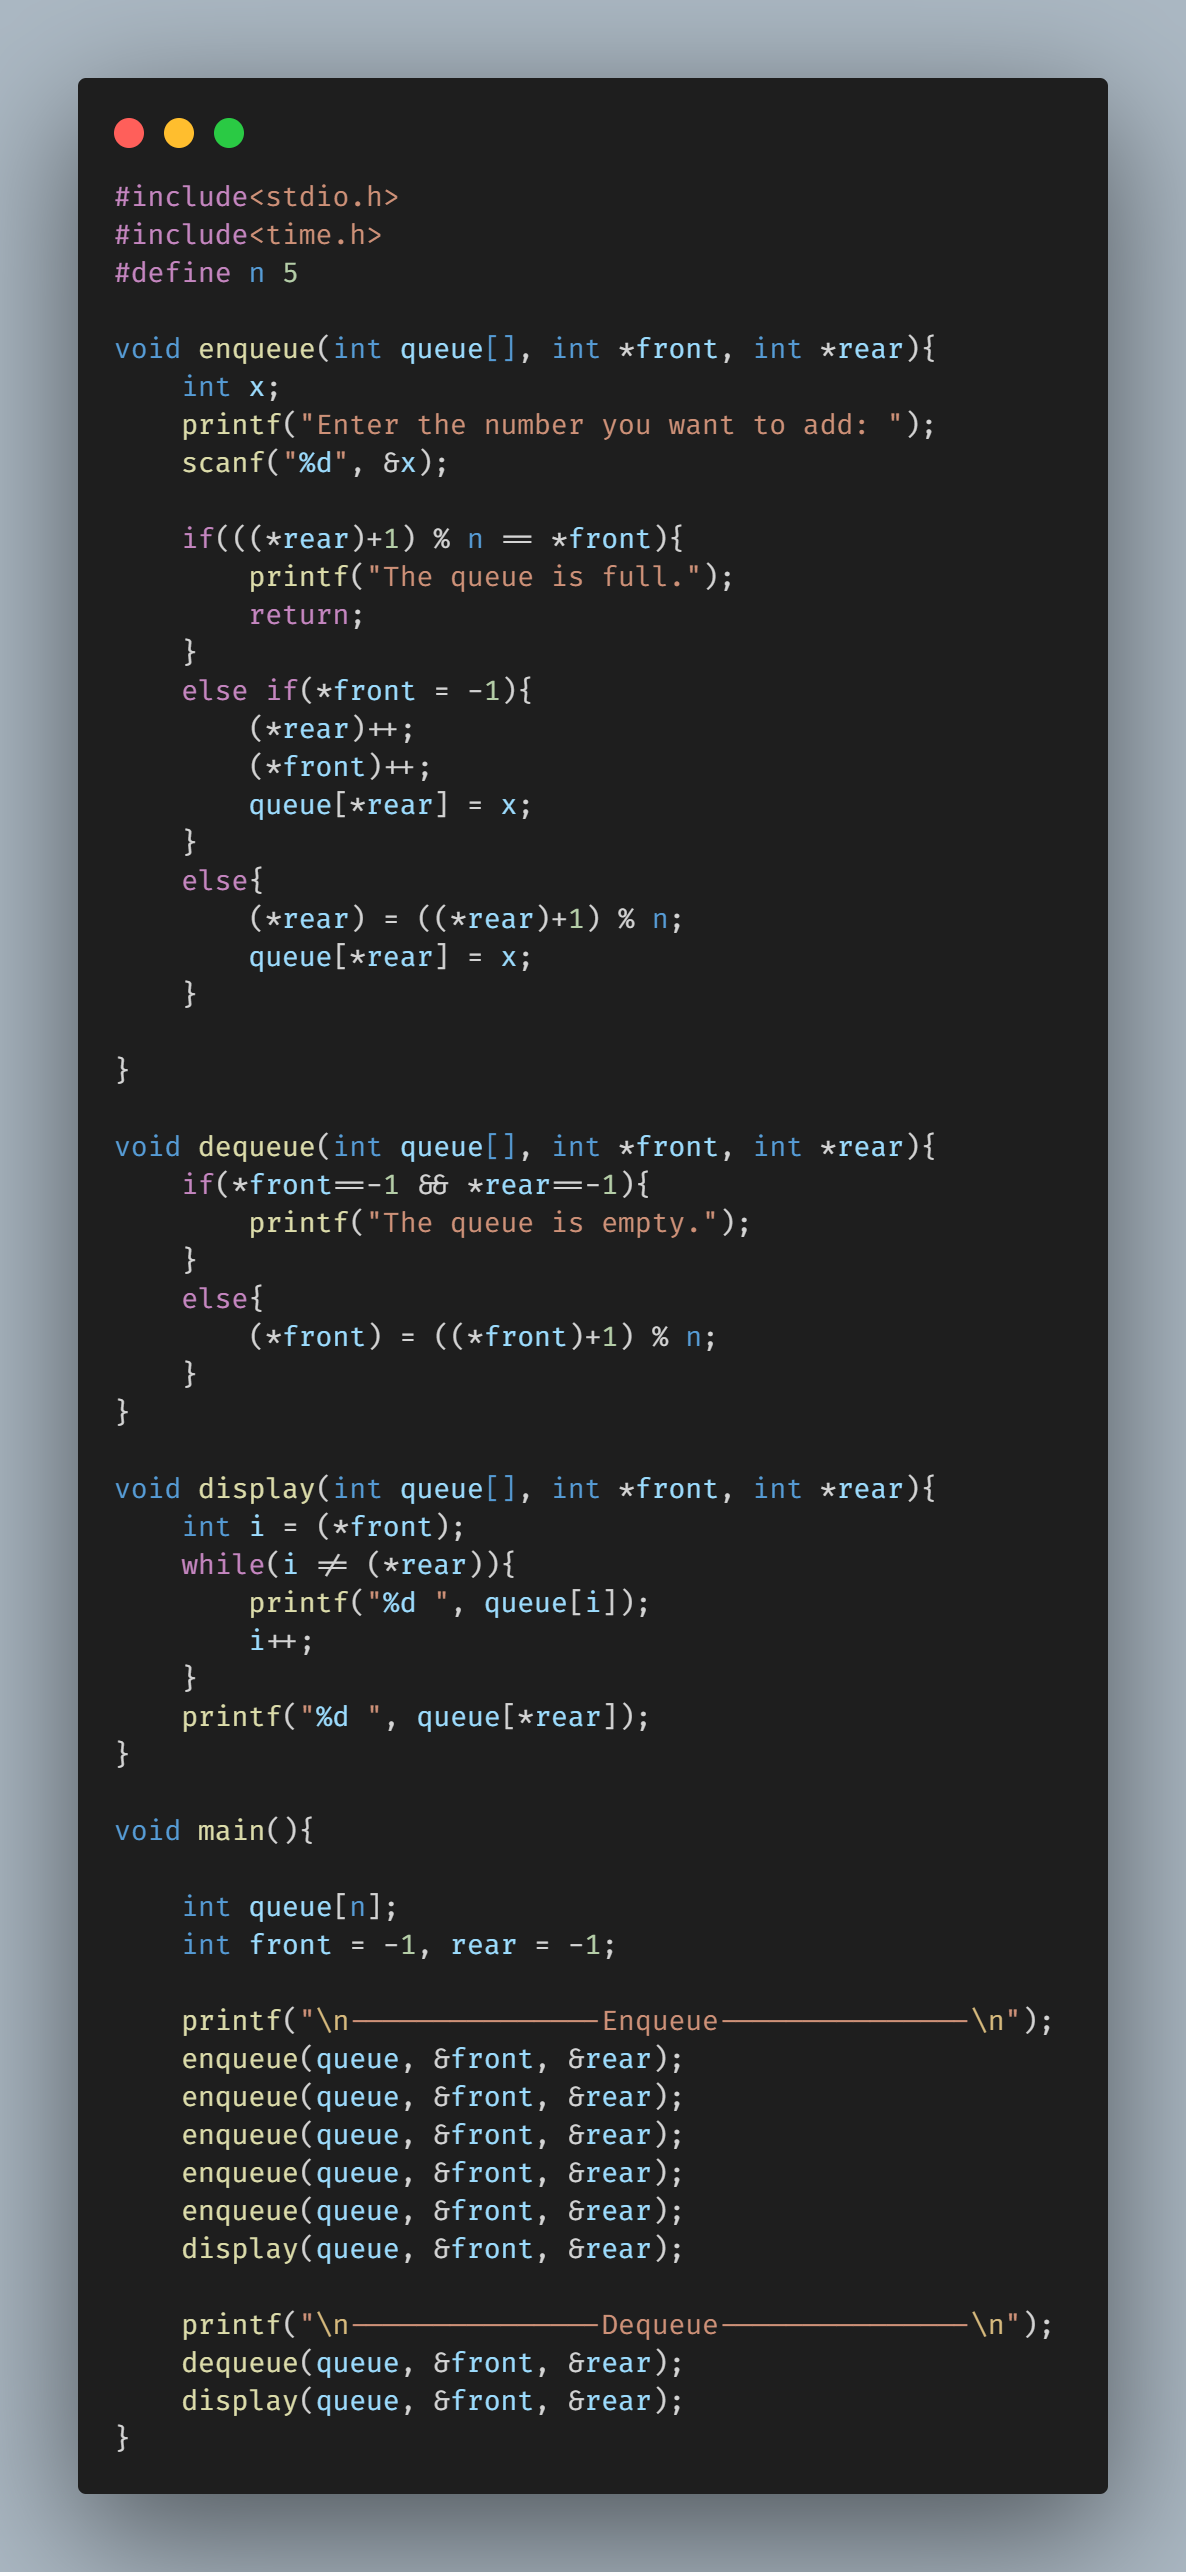 #include<stdio.h>
#include<time.h>
#define n 5

void enqueue(int queue[], int *front, int *rear){
    int x;
    printf("Enter the number you want to add: ");
    scanf("%d", &x);

    if(((*rear)+1) % n == *front){
        printf("The queue is full.");
        return;
    }
    else if(*front = -1){
        (*rear)++;
        (*front)++;
        queue[*rear] = x;
    }
    else{
        (*rear) = ((*rear)+1) % n;
        queue[*rear] = x;
    }

}

void dequeue(int queue[], int *front, int *rear){
    if(*front==-1 && *rear==-1){
        printf("The queue is empty.");
    }
    else{
        (*front) = ((*front)+1) % n;
    }
}

void display(int queue[], int *front, int *rear){
    int i = (*front);
    while(i != (*rear)){
        printf("%d ", queue[i]);
        i++;
    }
    printf("%d ", queue[*rear]);
}

void main(){

    int queue[n];
    int front = -1, rear = -1;

    printf("\n---------------Enqueue---------------\n");
    enqueue(queue, &front, &rear);
    enqueue(queue, &front, &rear);
    enqueue(queue, &front, &rear);
    enqueue(queue, &front, &rear);
    enqueue(queue, &front, &rear);
    display(queue, &front, &rear);

    printf("\n---------------Dequeue---------------\n");
    dequeue(queue, &front, &rear);
    display(queue, &front, &rear);
}